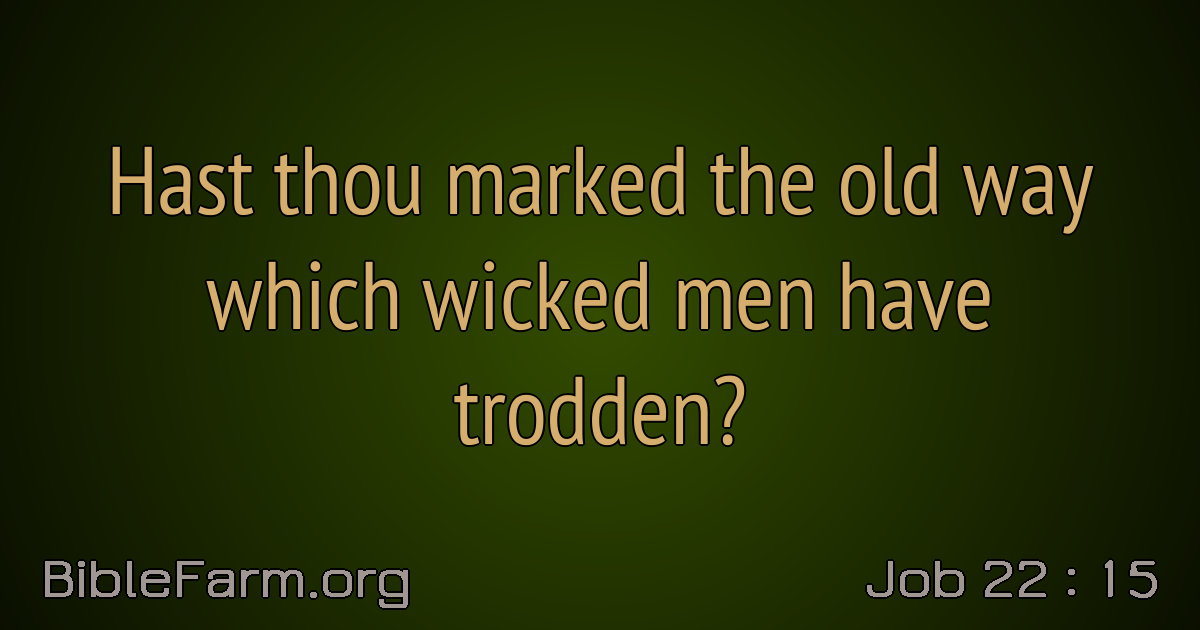 Hast thou marked the old way
which wicked men have
trodden?
BibleFarm.org
Job 22 : 15